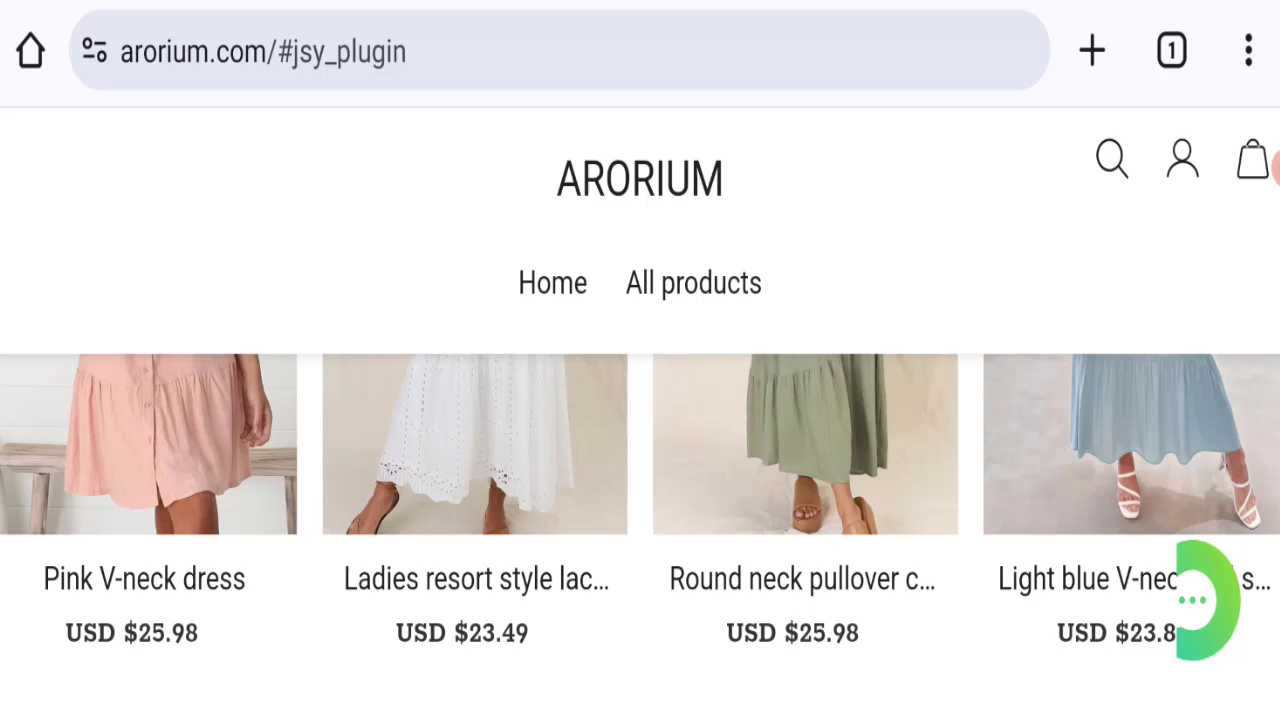 arorium.com/#jsy_plugin
1
ARORIUM
Home All products
Pink V-neck dress Ladies resort style lac... Round neck pullover c... Light blue V-nec s...
USD $25.98 USD $23.49 USD $25.98 USD $23.8